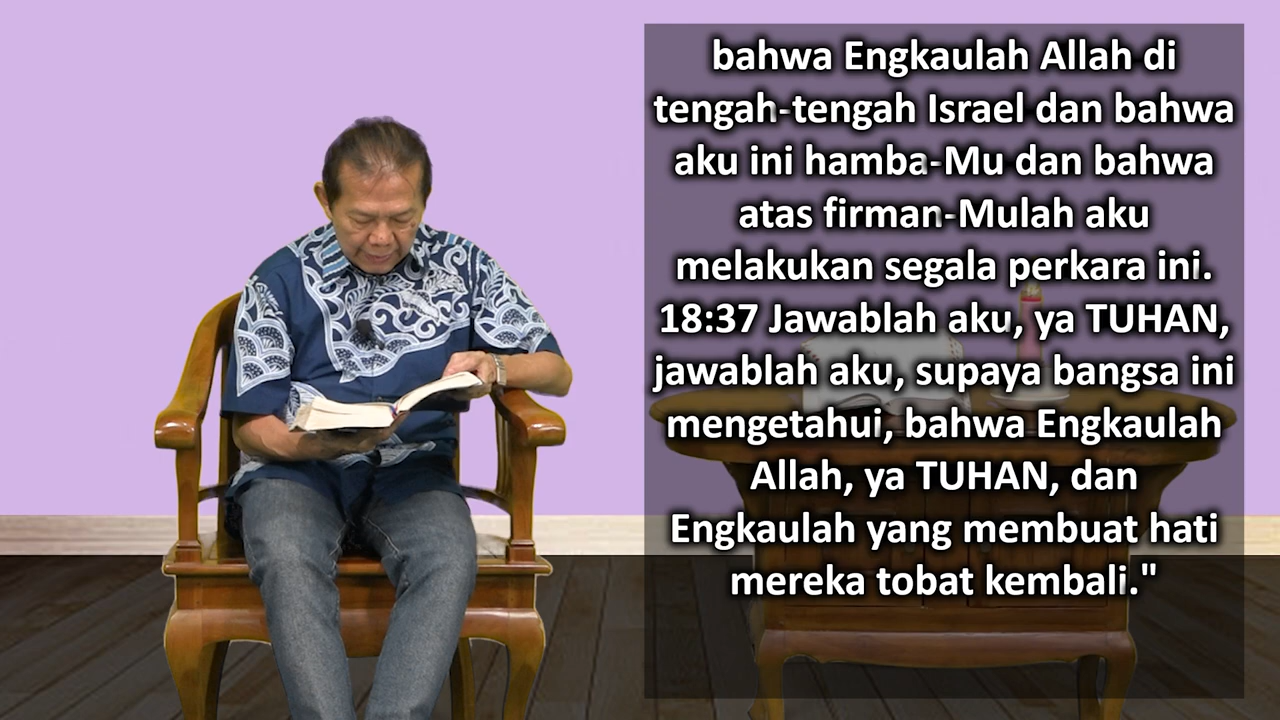 bahwa Engkaulah Allah di
tengah-tengah Israel dan bahwa
aku ini hamba-Mu dan bahwa
atas firman-Mulah aku
melakukan segala perkara ini.
18:37 Jawablah aku, ya TUHAN,
jawablah aku, supaya bangsa ini
mengetahui, bahwa Engkaulah
Allah, ya TUHAN, dan
Engkaulah yang membuat hati
mereka tobat kembali."